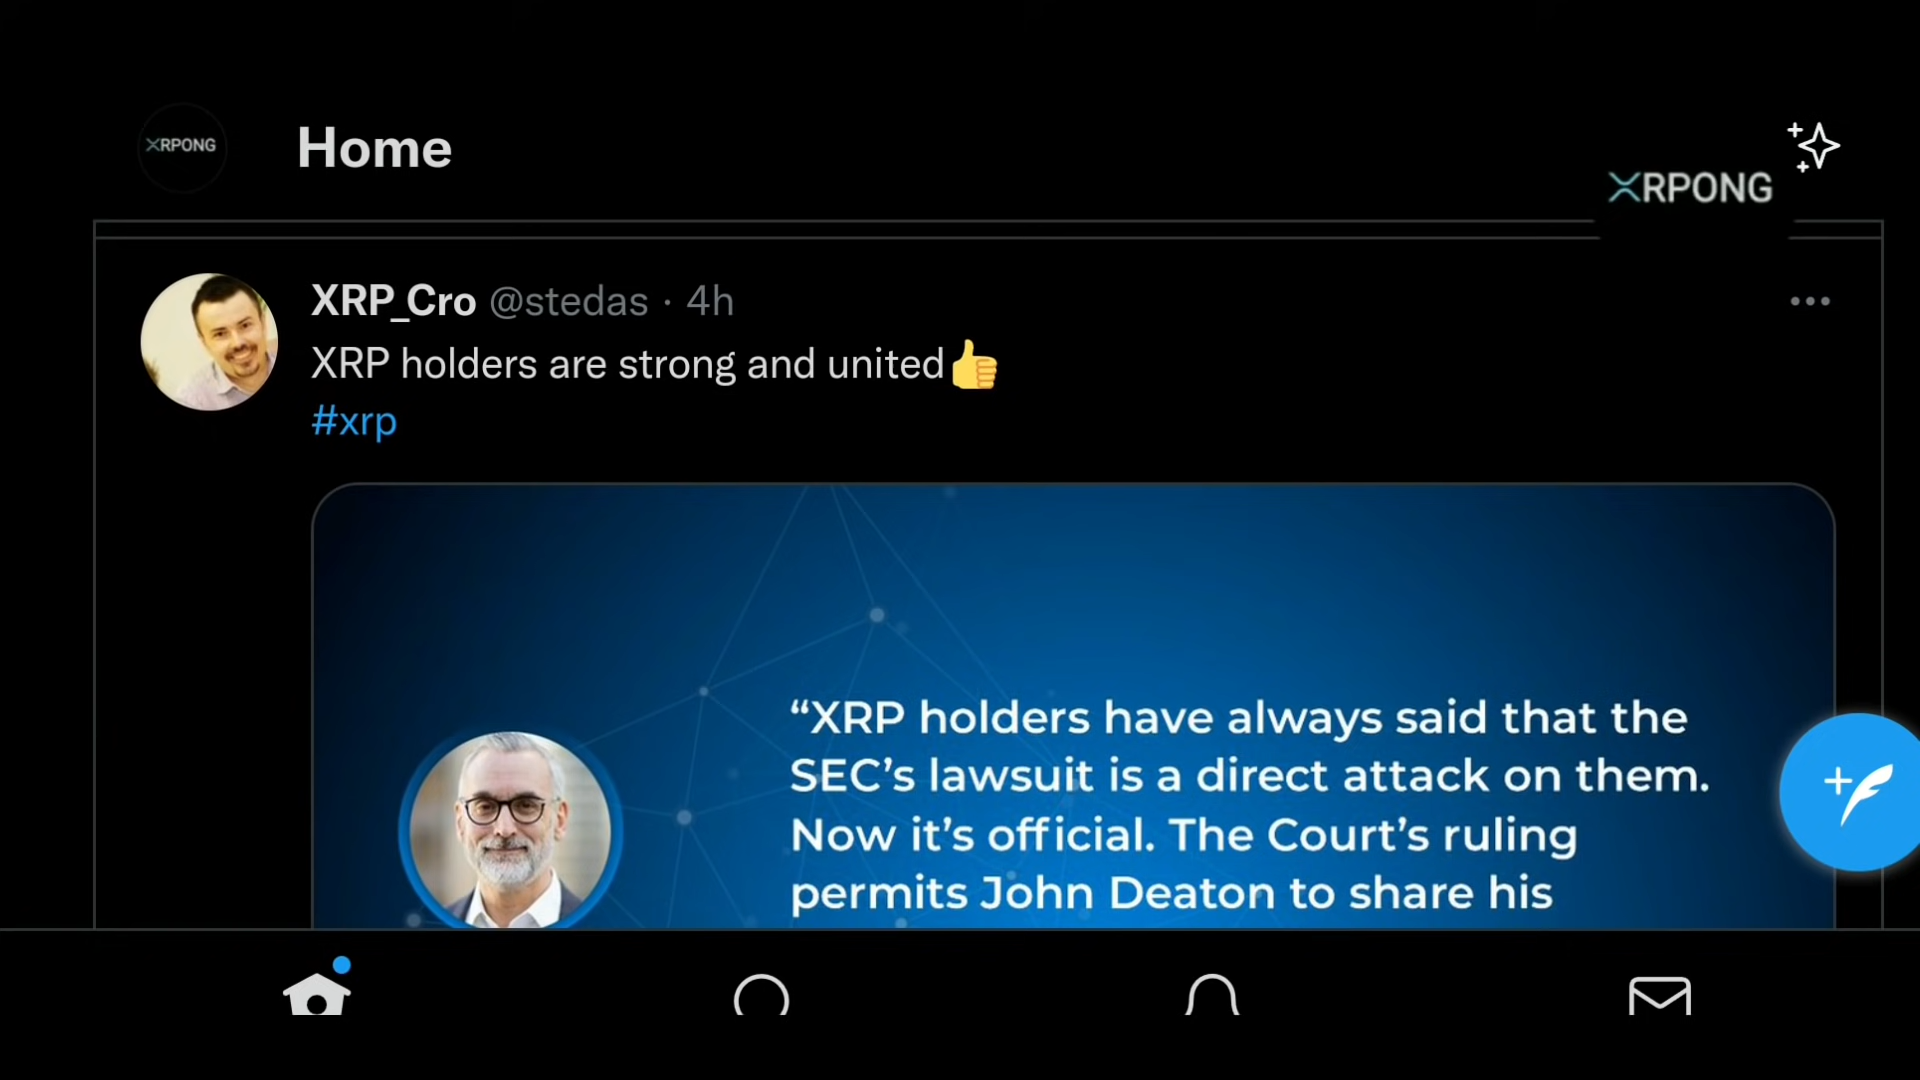 XRPONG
Home
XRPONG
XRP_Cro @stedas · 4h
XRP holders are strong and united👍
#xrp
“XRP holders have always said that the
SEC’s lawsuit is a direct attack on them.
Now it’s official. The Court’s ruling
permits John Deaton to share his